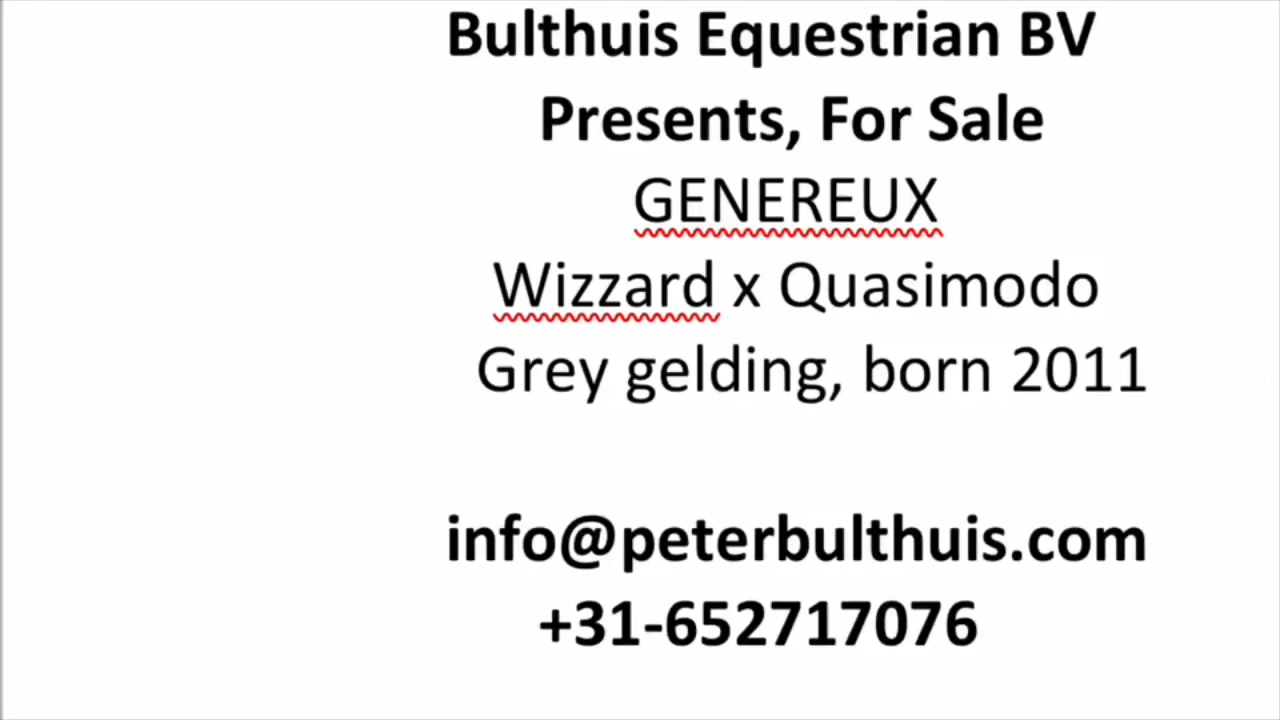 Bulthuis Equestrian BV
Presents, For Sale
GENEREUX
Wizzard x Quasimodo
Grey gelding, born 2011
info@peterbulthuis.com
+31-652717076